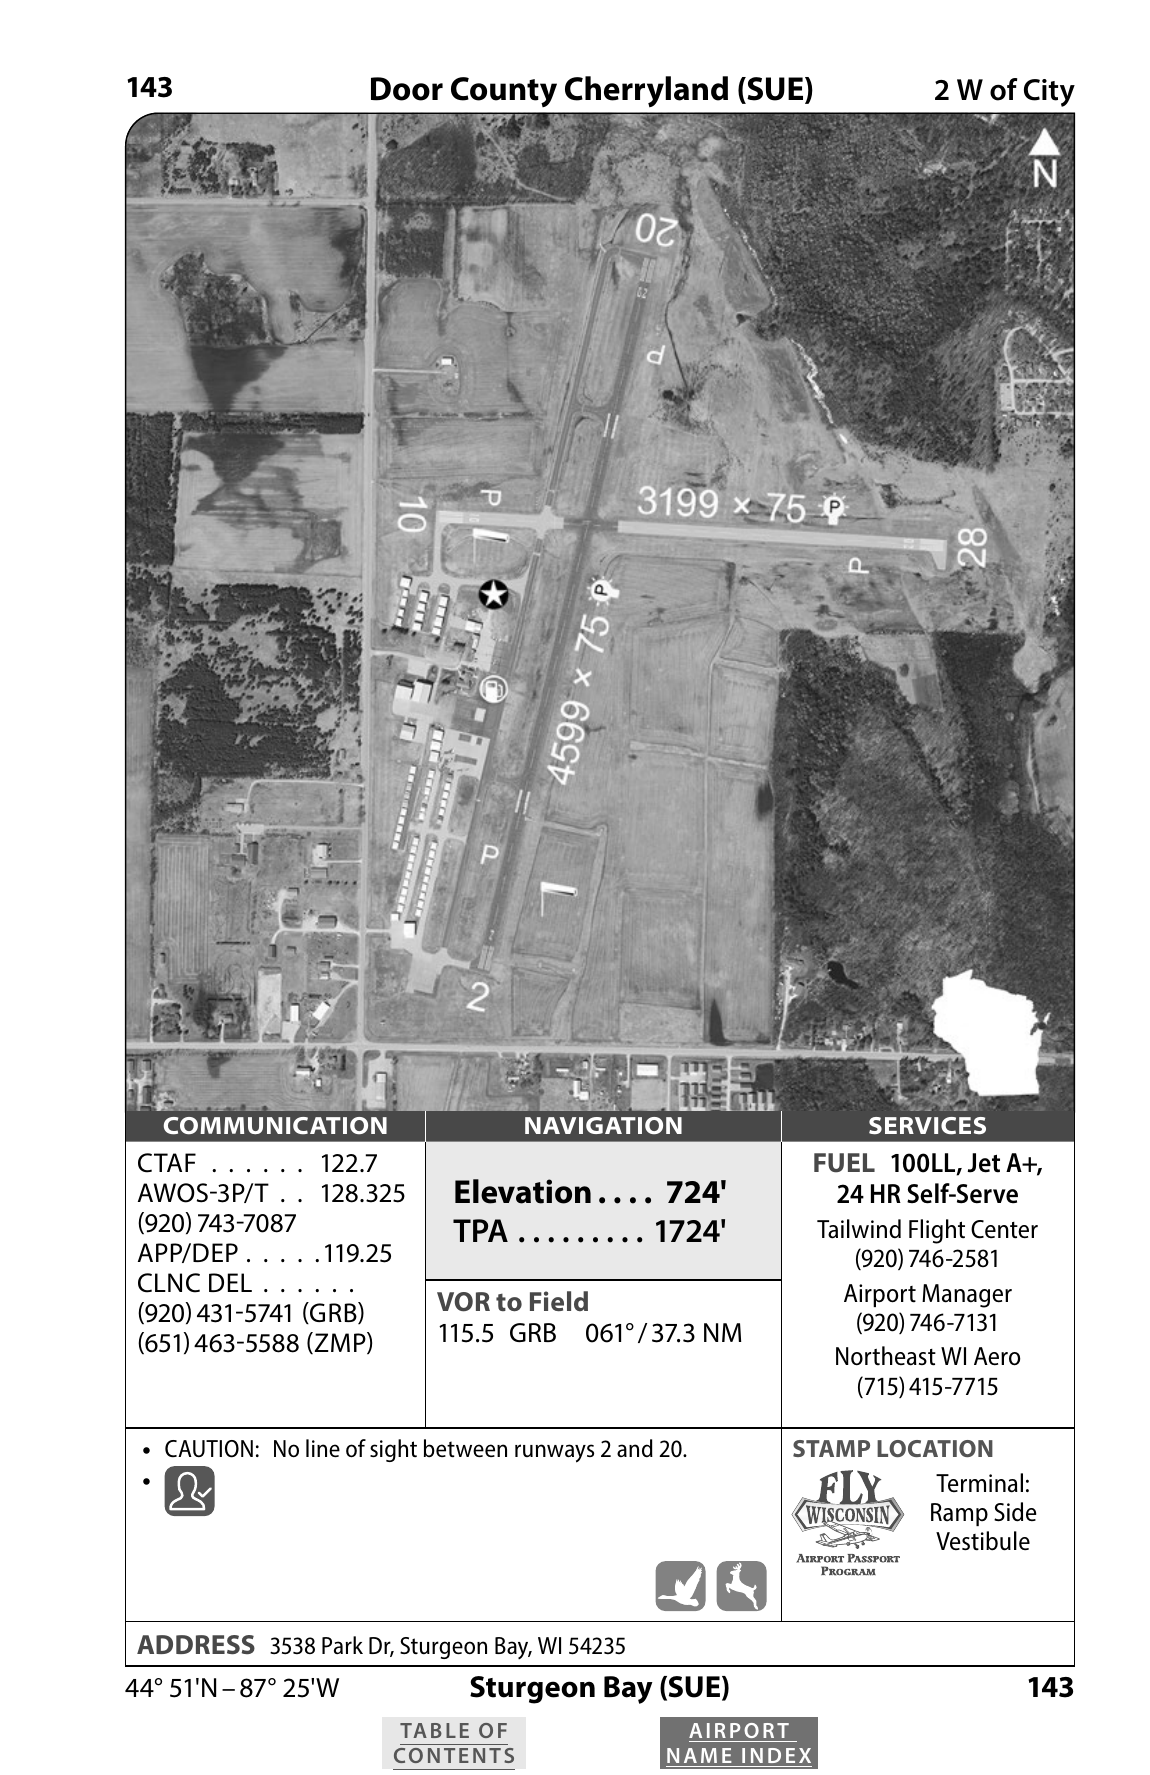 143 Door County Cherryland (SUE) 2 W of City
N
20
20
P
P
3199 × 75 P
10
28
P
P
4599 × 75
P
2
COMMUNICATION NAVIGATION SERVICES
CTAF . . . . . . 122.7
AWOS-3P/T . . 128.325
(920) 743-7087
APP/DEP . . . . . 119.25
CLNC DEL . . . . . .
(920) 431-5741 (GRB)
(651) 463-5588 (ZMP)
Elevation . . . . 724'
TPA . . . . . . . . . 1724'
VOR to Field
115.5 GRB 061° / 37.3 NM
FUEL 100LL, Jet A+,
24 HR Self-Serve
Tailwind Flight Center
(920) 746-2581
Airport Manager
(920) 746-7131
Northeast WI Aero
(715) 415-7715
• CAUTION: No line of sight between runways 2 and 20.
•
STAMP LOCATION
FLY
WISCONSIN
AIRPORT PASSPORT
PROGRAM
Terminal:
Ramp Side
Vestibule
ADDRESS 3538 Park Dr, Sturgeon Bay, WI 54235
44° 51'N – 87° 25'W Sturgeon Bay (SUE) 143
TABLE OF
CONTENTS
AIRPORT
NAME INDEX